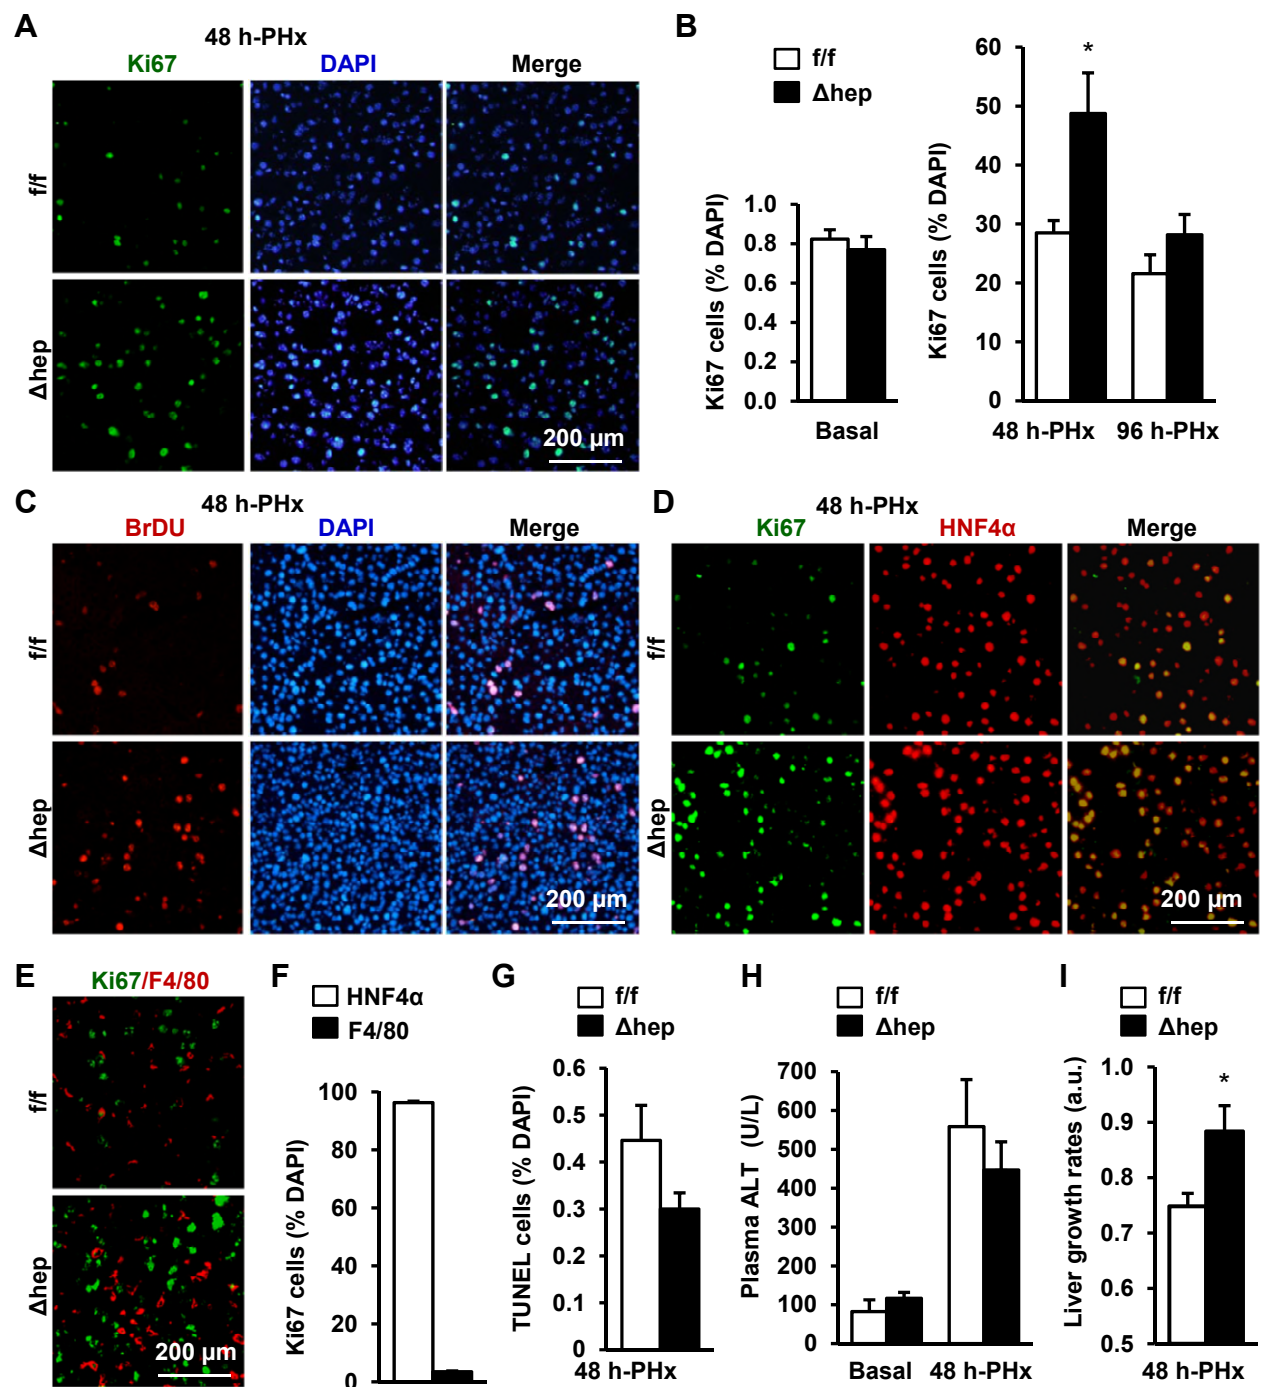 A
48 h-PHx
Ki67 DAPI Merge
f/f
Δhep
200 µm
B
f/f
Δhep
Ki67 cells (% DAPI)
1.0
0.8
0.6
0.4
0.2
0.0
Basal
Ki67 cells (% DAPI)
60
50
40
30
20
10
0
*
48 h-PHx 96 h-PHx
C
48 h-PHx
BrDU DAPI Merge
f/f
Δhep
200 µm
D
48 h-PHx
Ki67 HNF4α Merge
f/f
Δhep
200 µm
E
Ki67/F4/80
f/f
Δhep
200 µm
F
HNF4α
F4/80
Ki67 cells (% DAPI)
100
80
60
40
20
0
G
f/f
Δhep
TUNEL cells (% DAPI)
0.6
0.5
0.4
0.3
0.2
0.1
0
48 h-PHx
H
f/f
Δhep
Plasma ALT (U/L)
700
600
500
400
300
200
100
0
Basal 48 h-PHx
I
f/f
Δhep
Liver growth rates (a.u.)
1.0
0.9
0.8
0.7
0.6
0.5
*
48 h-PHx